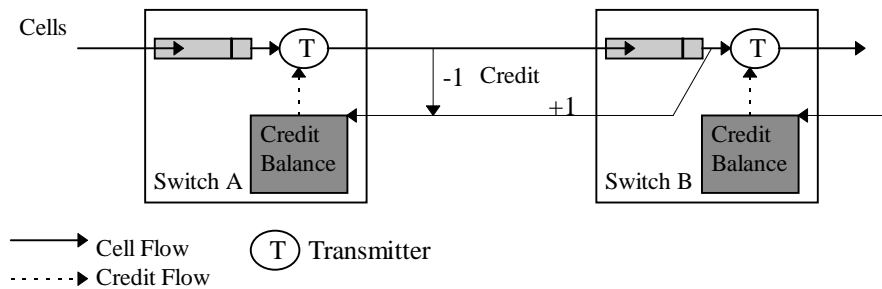 Cells
T
T
-1 Credit
+1
Credit
Balance
Credit
Balance
Switch A
Switch B
Cell Flow
T Transmitter
Credit Flow